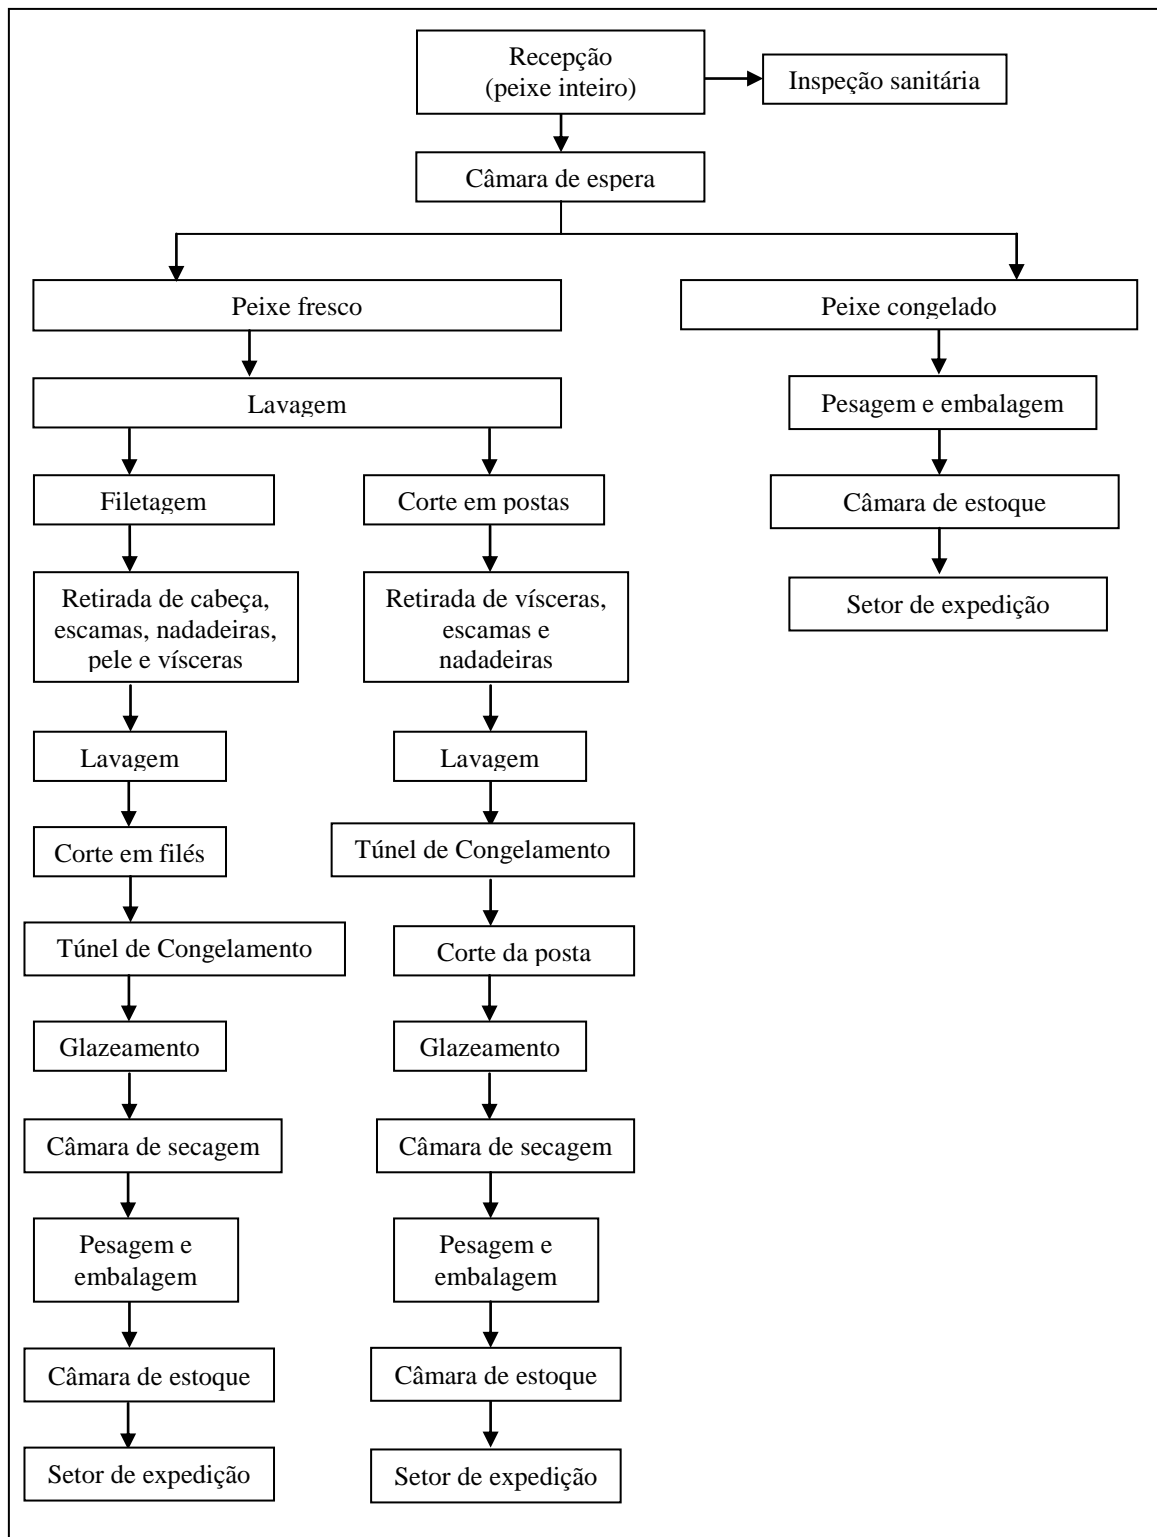 Recepção
(peixe inteiro)
Inspeção sanitária
Câmara de espera
Peixe fresco
Peixe congelado
Lavagem
Pesagem e embalagem
Filetagem
Corte em postas
Câmara de estoque
Retirada de cabeça,
escamas, nadadeiras,
pele e vísceras
Retirada de vísceras,
escamas e
nadadeiras
Setor de expedição
Lavagem
Lavagem
Corte em filés
Túnel de Congelamento
Túnel de Congelamento
Corte da posta
Glazeamento
Glazeamento
Câmara de secagem
Câmara de secagem
Pesagem e
embalagem
Pesagem e
embalagem
Câmara de estoque
Câmara de estoque
Setor de expedição
Setor de expedição